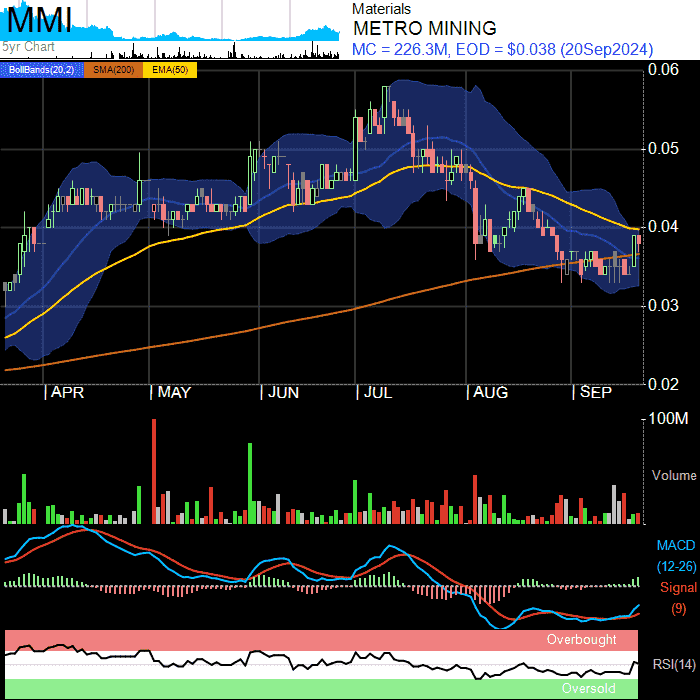 MMI
5yr Chart
Materials
METRO MINING
MC = 226.3M, EOD = $0.038 (20Sep2024)
BollBands(20,2) SMA(200) EMA(50)
0.06
0.05
0.04
0.03
0.02
APR MAY JUN JUL AUG SEP
100M
Volume
MACD
(12-26)
Signal
(9)
Overbought
RSI(14)
Oversold